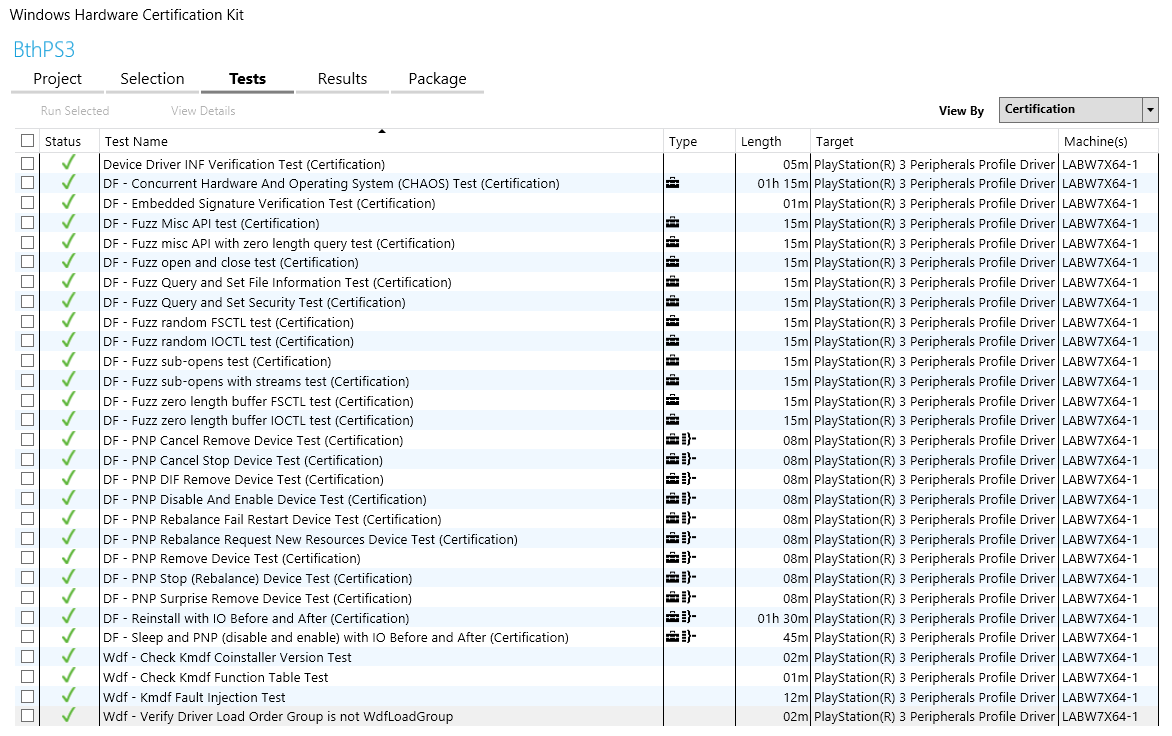 Windows Hardware Certification Kit
BthPS3
Project Selection Tests Results Package
Run Selected View Details View By Certification
Status Test Name Type Length Target Machine(s)
Device Driver INF Verification Test (Certification) 05m PlayStation(R) 3 Peripherals Profile Driver LABW7X64-1
DF - Concurrent Hardware And Operating System (CHAOS) Test (Certification) 01h 15m PlayStation(R) 3 Peripherals Profile Driver LABW7X64-1
DF - Embedded Signature Verification Test (Certification) 01m PlayStation(R) 3 Peripherals Profile Driver LABW7X64-1
DF - Fuzz Misc API test (Certification) 15m PlayStation(R) 3 Peripherals Profile Driver LABW7X64-1
DF - Fuzz misc API with zero length query test (Certification) 15m PlayStation(R) 3 Peripherals Profile Driver LABW7X64-1
DF - Fuzz open and close test (Certification) 15m PlayStation(R) 3 Peripherals Profile Driver LABW7X64-1
DF - Fuzz Query and Set File Information Test (Certification) 15m PlayStation(R) 3 Peripherals Profile Driver LABW7X64-1
DF - Fuzz Query and Set Security Test (Certification) 15m PlayStation(R) 3 Peripherals Profile Driver LABW7X64-1
DF - Fuzz random FSCTL test (Certification) 15m PlayStation(R) 3 Peripherals Profile Driver LABW7X64-1
DF - Fuzz random IOCTL test (Certification) 15m PlayStation(R) 3 Peripherals Profile Driver LABW7X64-1
DF - Fuzz sub-opens test (Certification) 15m PlayStation(R) 3 Peripherals Profile Driver LABW7X64-1
DF - Fuzz sub-opens with streams test (Certification) 15m PlayStation(R) 3 Peripherals Profile Driver LABW7X64-1
DF - Fuzz zero length buffer FSCTL test (Certification) 15m PlayStation(R) 3 Peripherals Profile Driver LABW7X64-1
DF - Fuzz zero length buffer IOCTL test (Certification) 15m PlayStation(R) 3 Peripherals Profile Driver LABW7X64-1
DF - PNP Cancel Remove Device Test (Certification) 08m PlayStation(R) 3 Peripherals Profile Driver LABW7X64-1
DF - PNP Cancel Stop Device Test (Certification) 08m PlayStation(R) 3 Peripherals Profile Driver LABW7X64-1
DF - PNP DIF Remove Device Test (Certification) 08m PlayStation(R) 3 Peripherals Profile Driver LABW7X64-1
DF - PNP Disable And Enable Device Test (Certification) 08m PlayStation(R) 3 Peripherals Profile Driver LABW7X64-1
DF - PNP Rebalance Fail Restart Device Test (Certification) 08m PlayStation(R) 3 Peripherals Profile Driver LABW7X64-1
DF - PNP Rebalance Request New Resources Device Test (Certification) 08m PlayStation(R) 3 Peripherals Profile Driver LABW7X64-1
DF - PNP Remove Device Test (Certification) 08m PlayStation(R) 3 Peripherals Profile Driver LABW7X64-1
DF - PNP Stop (Rebalance) Device Test (Certification) 08m PlayStation(R) 3 Peripherals Profile Driver LABW7X64-1
DF - PNP Surprise Remove Device Test (Certification) 08m PlayStation(R) 3 Peripherals Profile Driver LABW7X64-1
DF - Reinstall with IO Before and After (Certification) 01h 30m PlayStation(R) 3 Peripherals Profile Driver LABW7X64-1
DF - Sleep and PNP (disable and enable) with IO Before and After (Certification) 45m PlayStation(R) 3 Peripherals Profile Driver LABW7X64-1
Wdf - Check Kmdf Coinstaller Version Test 02m PlayStation(R) 3 Peripherals Profile Driver LABW7X64-1
Wdf - Check Kmdf Function Table Test 01m PlayStation(R) 3 Peripherals Profile Driver LABW7X64-1
Wdf - Kmdf Fault Injection Test 12m PlayStation(R) 3 Peripherals Profile Driver LABW7X64-1
Wdf - Verify Driver Load Order Group is not WdfLoadGroup 02m PlayStation(R) 3 Peripherals Profile Driver LABW7X64-1